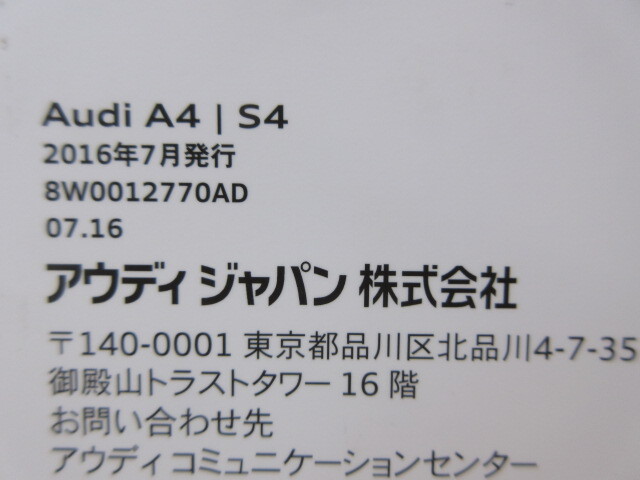 Audi A4 | S4
2016年7月発行
8W0012770AD
07.16
アウディ ジャパン 株式会社
〒140-0001 東京都品川区北品川4-7-35
御殿山トラストタワー 16 階
お問い合わせ先
アウディコミュニケーションセンター